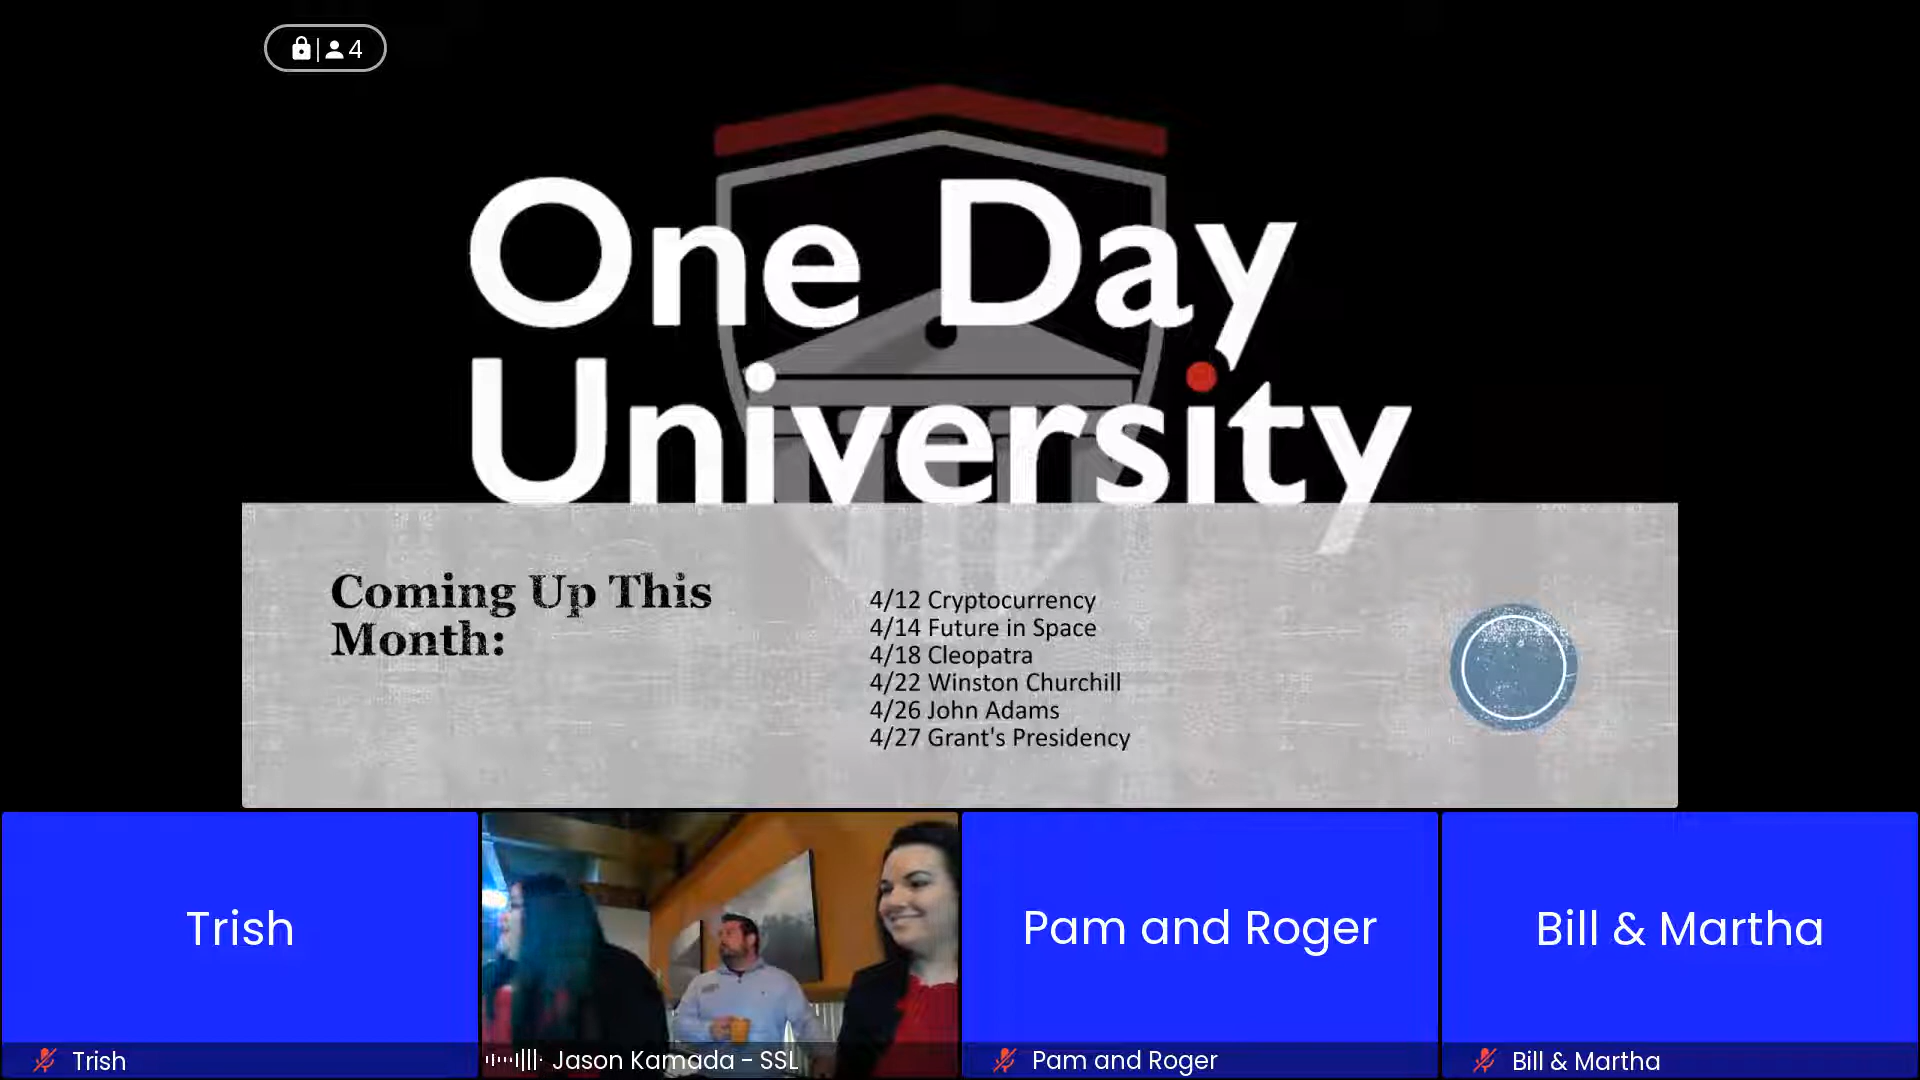 4
One Day
University
Coming Up This
Month:
4/12 Cryptocurrency
4/14 Future in Space
4/18 Cleopatra
4/22 Winston Churchill
4/26 John Adams
4/27 Grant's Presidency
Trish
Pam and Roger
Bill & Martha
Trish
Jason Kamada - SSL
Pam and Roger
Bill & Martha